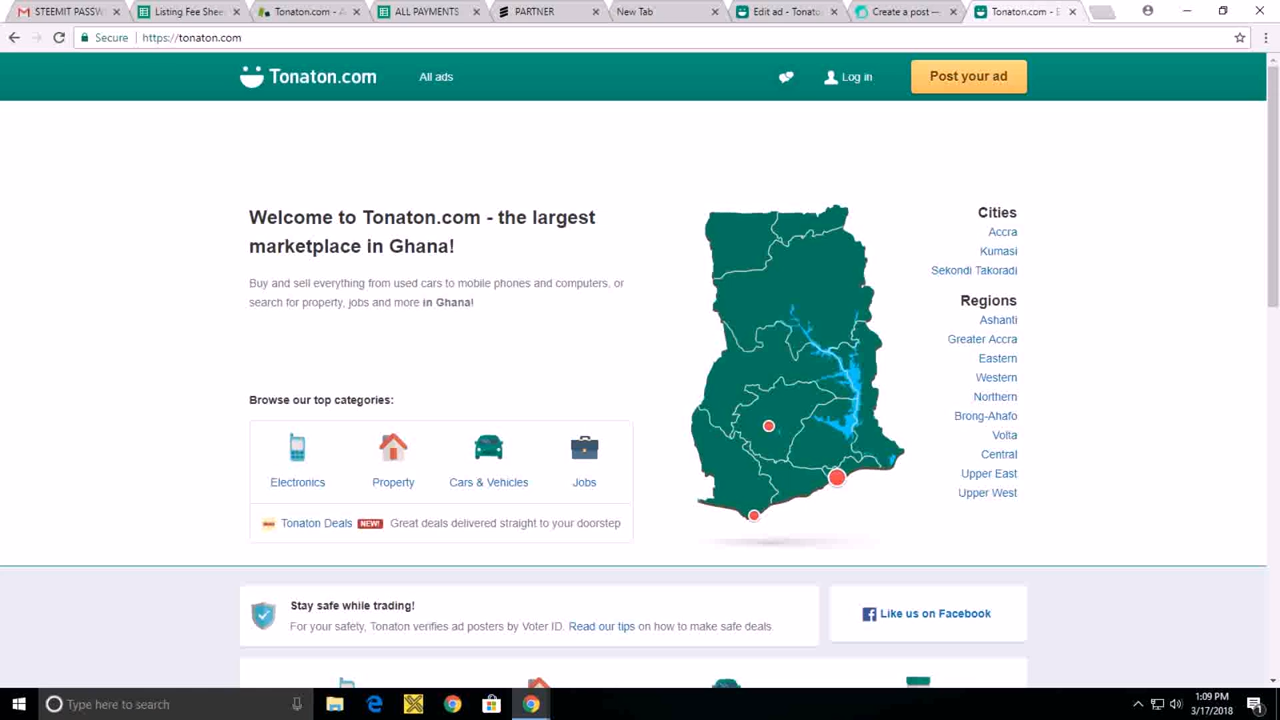 STEEMIT PASSW
Listing Fee Shee
Tonaton.com - A
ALL PAYMENTS
PARTNER
New Tab
Edit ad - Tonato
Create a post —
Tonaton.com - E
Secure
https://tonaton.com
Tonaton.com
All ads
Log in
Post your ad
Welcome to Tonaton.com - the largest
marketplace in Ghana!
Buy and sell everything from used cars to mobile phones and computers, or
search for property, jobs and more in Ghana!
Browse our top categories:
Electronics
Property
Cars & Vehicles
Jobs
Tonaton Deals NEW! Great deals delivered straight to your doorstep
Cities
Accra
Kumasi
Sekondi Takoradi
Regions
Ashanti
Greater Accra
Eastern
Western
Northern
Brong-Ahafo
Volta
Central
Upper East
Upper West
Stay safe while trading!
For your safety, Tonaton verifies ad posters by Voter ID. Read our tips on how to make safe deals.
Like us on Facebook
Type here to search
1:09 PM
3/17/2018